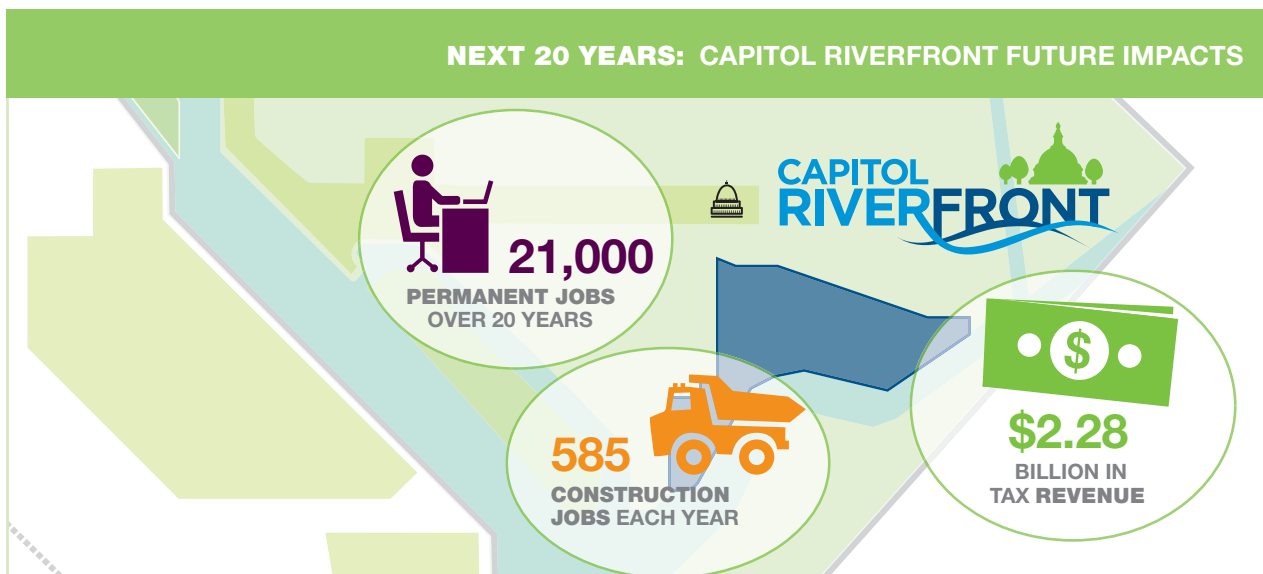 NEXT 20 YEARS: CAPITOL RIVERFRONT FUTURE IMPACTS
CAPITOL
RIVERFRONT
21,000
PERMANENT JOBS
OVER 20 YEARS
585
CONSTRUCTION
JOBS EACH YEAR
$
$2.28
BILLION IN
TAX REVENUE